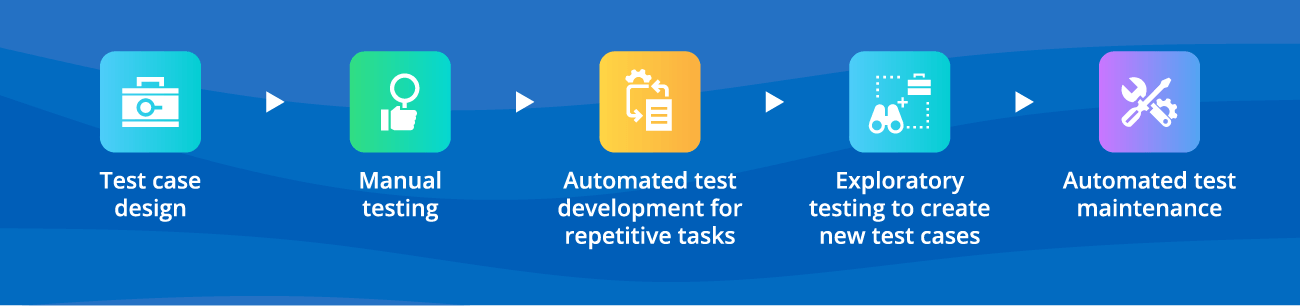 Test case
design
Manual
testing
Automated test
development for
repetitive tasks
Exploratory
testing to create
new test cases
Automated test
maintenance